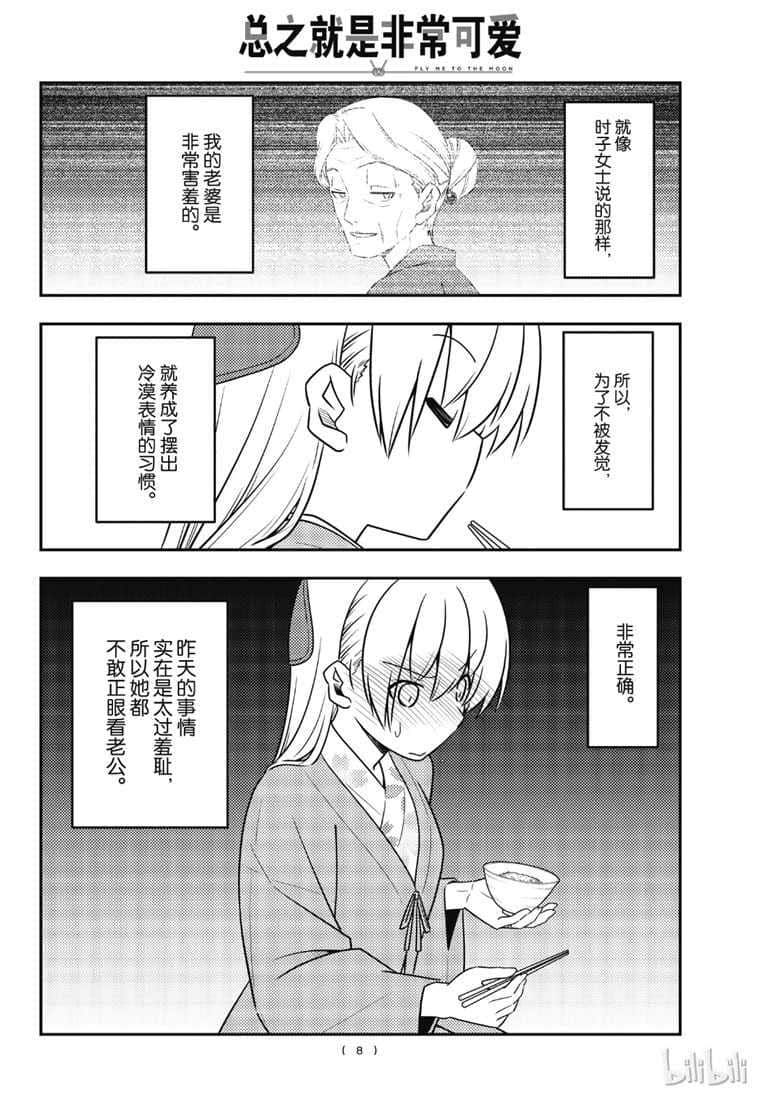 总之就是非常可爱
FLY ME TO THE MOON
就像
时子女士说的那样，
我的老婆是
非常害羞的。
所以，
为了不被发觉，
就养成了摆出
冷漠表情的习惯。
非常正确。
昨天的事情
实在是太过羞耻，
所以她都
不敢正眼看老公。
( 8 )
bilibili